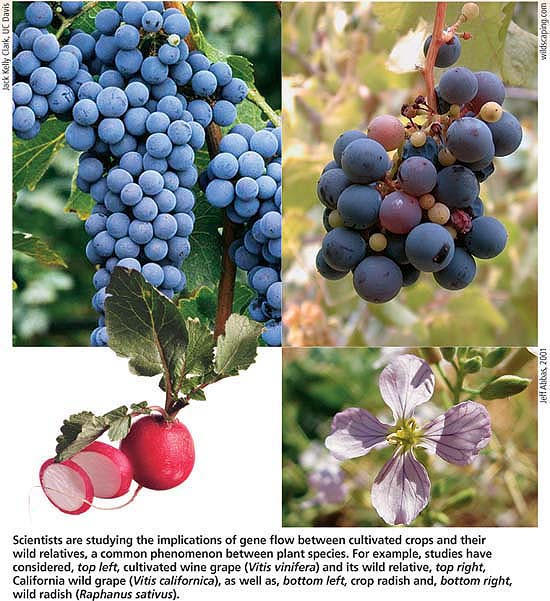 Jack Kelly Clark, UC Davis
wildscaping.com
Jeff Abbas, 2001
Scientists are studying the implications of gene flow between cultivated crops and their
wild relatives, a common phenomenon between plant species. For example, studies have
considered, top left, cultivated wine grape (Vitis vinifera) and its wild relative, top right,
California wild grape (Vitis californica), as well as, bottom left, crop radish and, bottom right,
wild radish (Raphanus sativus).